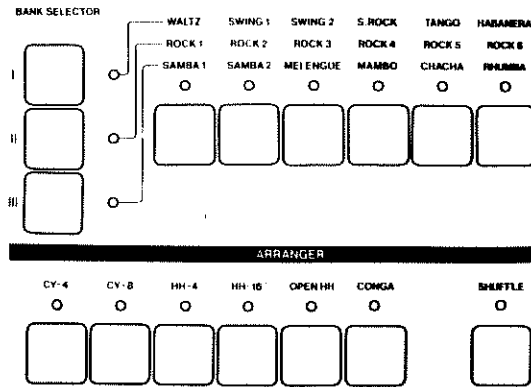 BANK SELECTOR
WALTZ SWING 1 SWING 2 S.ROCK TANGO HABANERA
ROCK 1 ROCK 2 ROCK 3 ROCK 4 ROCK 5 ROCK 6
SAMBA 1 SAMBA 2 MEI ENGUE MAMBO CHACHA RHUMBA
I
II
III
ARRANGER
CY-4 CY-8 HH-4 HH-16 OPEN HH CONGA SHUFFLE